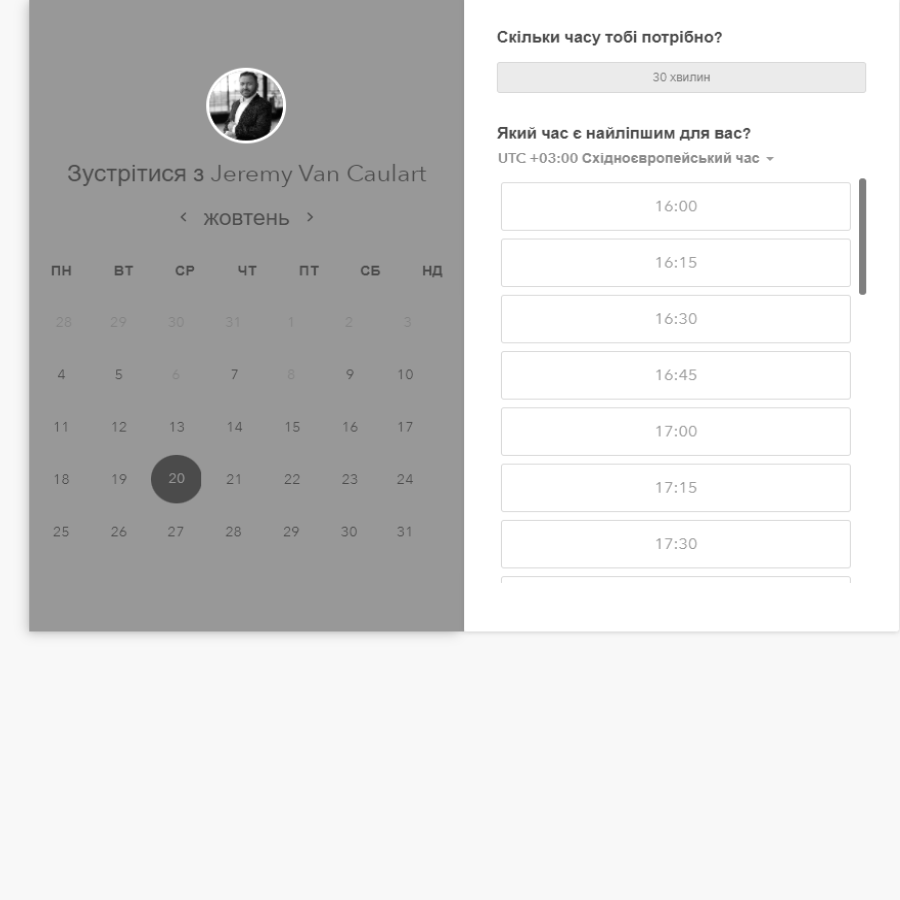 Зустрітися з Jeremy Van Caulart
жовтень
ПН ВТ СР ЧТ ПТ СБ НД
28 29 30 31 1 2 3
4 5 6 7 8 9 10
11 12 13 14 15 16 17
18 19 20 21 22 23 24
25 26 27 28 29 30 31
Скільки часу тобі потрібно?
30 хвилин
Який час є найліпшим для вас?
UTC +03:00 Східноєвропейський час
16:00
16:15
16:30
16:45
17:00
17:15
17:30